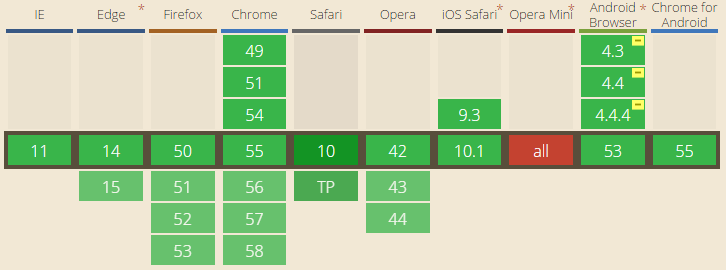 IE Edge * Firefox Chrome Safari Opera iOS Safari * Opera Mini * Android Browser * Chrome for Android
49 4.3
51 4.4
54 9.3 4.4.4
11 14 50 55 10 42 10.1 all 53 55
15 51 56 TP 43
52 57 44
53 58